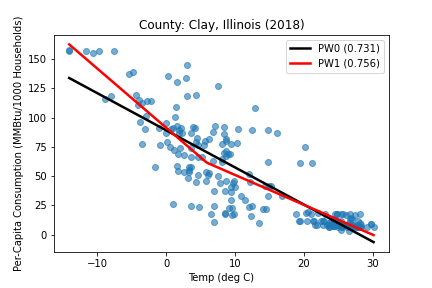 County: Clay, Illinois (2018)
PW0 (0.731)
PW1 (0.756)
Per-Capita Consumption (MMBtu/1000 Households)
150
125
100
75
50
25
0
−10
0
10
20
30
Temp (deg C)